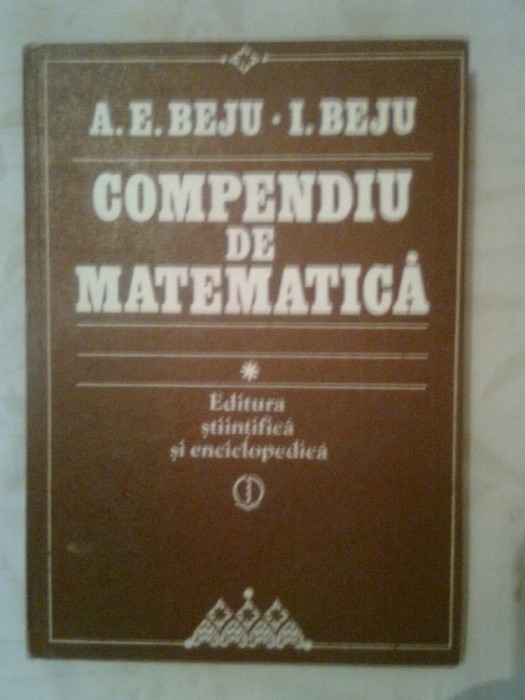 A. E. BEJU · I. BEJU
COMPENDIU
DE
MATEMATICĂ
*
Editura
științifică
și enciclopedică